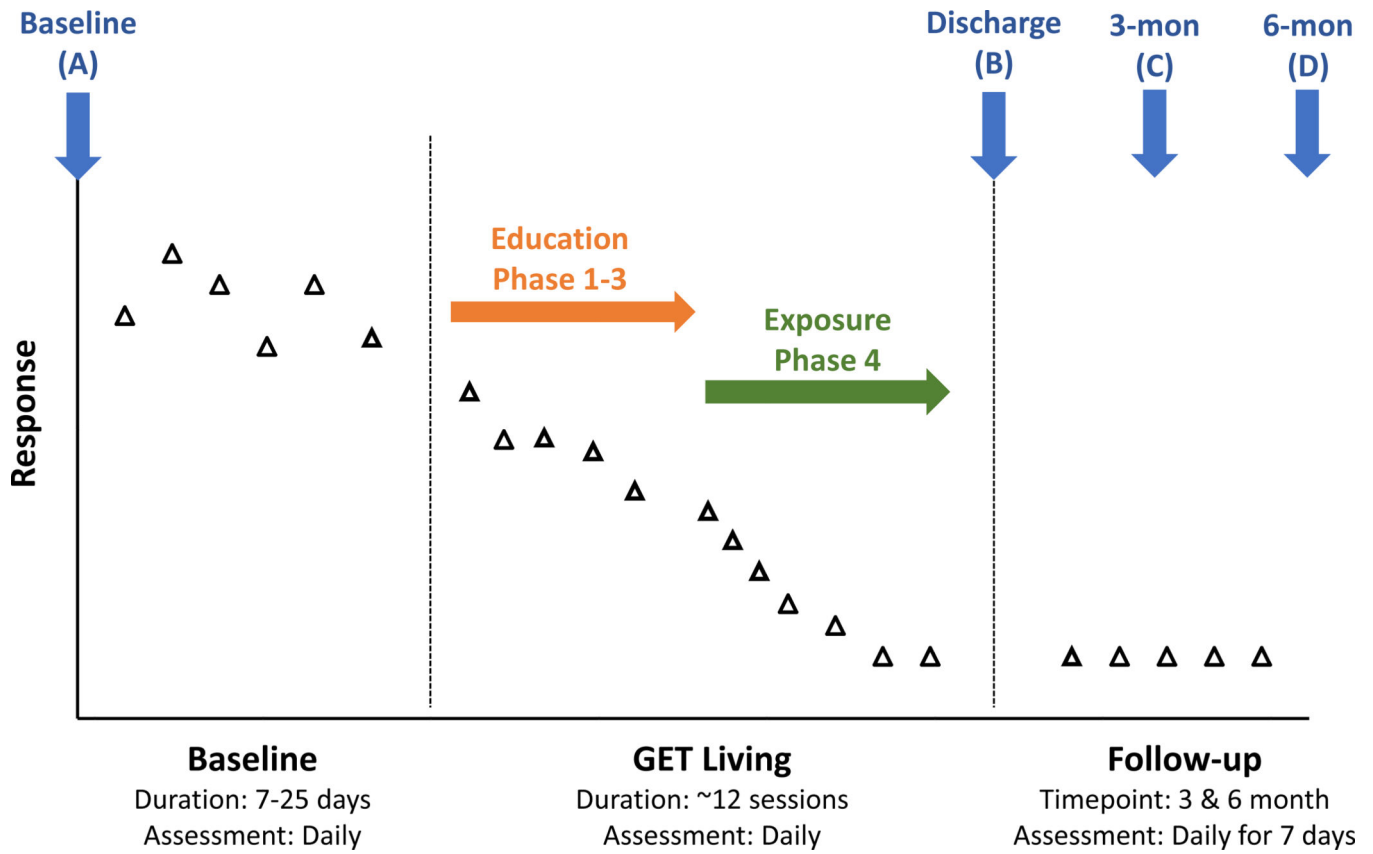 Baseline
(A)
Discharge
(B)
3-mon
(C)
6-mon
(D)
Education
Phase 1-3
Exposure
Phase 4
Response
Baseline
Duration: 7-25 days
Assessment: Daily
GET Living
Duration: ~12 sessions
Assessment: Daily
Follow-up
Timepoint: 3 & 6 month
Assessment: Daily for 7 days